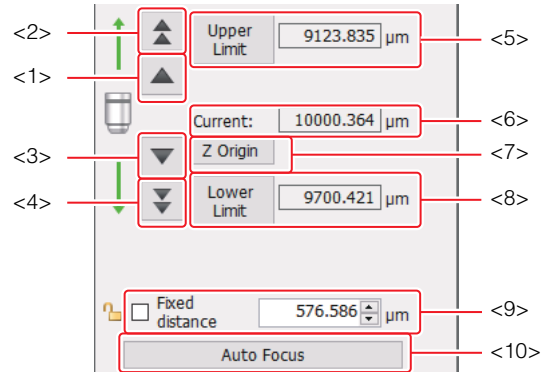 <2>
Upper
Limit
9123.835 µm
<5>
<1>
Current: 10000.364 µm
<6>
<3>
Z Origin
<7>
<4>
Lower
Limit
9700.421 µm
<8>
Fixed
distance
576.586 µm
<9>
Auto Focus
<10>